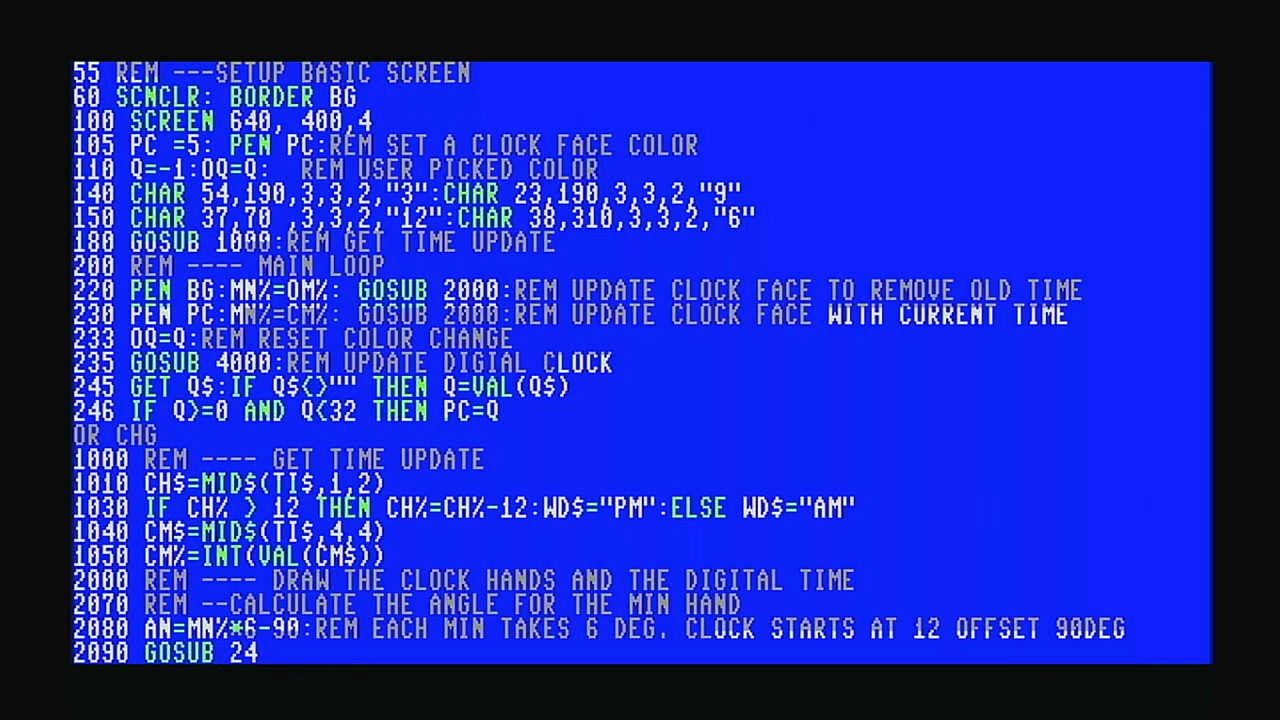 55 REM ---SETUP BASIC SCREEN
60 SCNCLR: BORDER BG
100 SCREEN 640, 400,4
105 PC =5: PEN PC:REM SET A CLOCK FACE COLOR
110 Q=-1:OQ=Q:  REM USER PICKED COLOR
140 CHAR 54,190,3,3,2,"3":CHAR 23,190,3,3,2,"9"
150 CHAR 37,70 ,3,3,2,"12":CHAR 38,310,3,3,2,"6"
180 GOSUB 1000:REM GET TIME UPDATE
200 REM ---- MAIN LOOP
220 PEN BG:MN%=OM%: GOSUB 2000:REM UPDATE CLOCK FACE TO REMOVE OLD TIME
230 PEN PC:MN%=CM%: GOSUB 2000:REM UPDATE CLOCK FACE WITH CURRENT TIME
233 OQ=Q:REM RESET COLOR CHANGE
235 GOSUB 4000:REM UPDATE DIGIAL CLOCK
245 GET Q$:IF Q$<>"" THEN Q=VAL(Q$)
246 IF Q>=0 AND Q<32 THEN PC=Q
OR CHG
1000 REM ---- GET TIME UPDATE
1010 CH$=MID$(TI$,1,2)
1030 IF CH% > 12 THEN CH%=CH%-12:WD$="PM":ELSE WD$="AM"
1040 CM$=MID$(TI$,4,4)
1050 CM%=INT(VAL(CM$))
2000 REM ---- DRAW THE CLOCK HANDS AND THE DIGITAL TIME
2070 REM --CALCULATE THE ANGLE FOR THE MIN HAND
2080 AN=MN%*6-90:REM EACH MIN TAKES 6 DEG. CLOCK STARTS AT 12 OFFSET 90DEG
2090 GOSUB 24